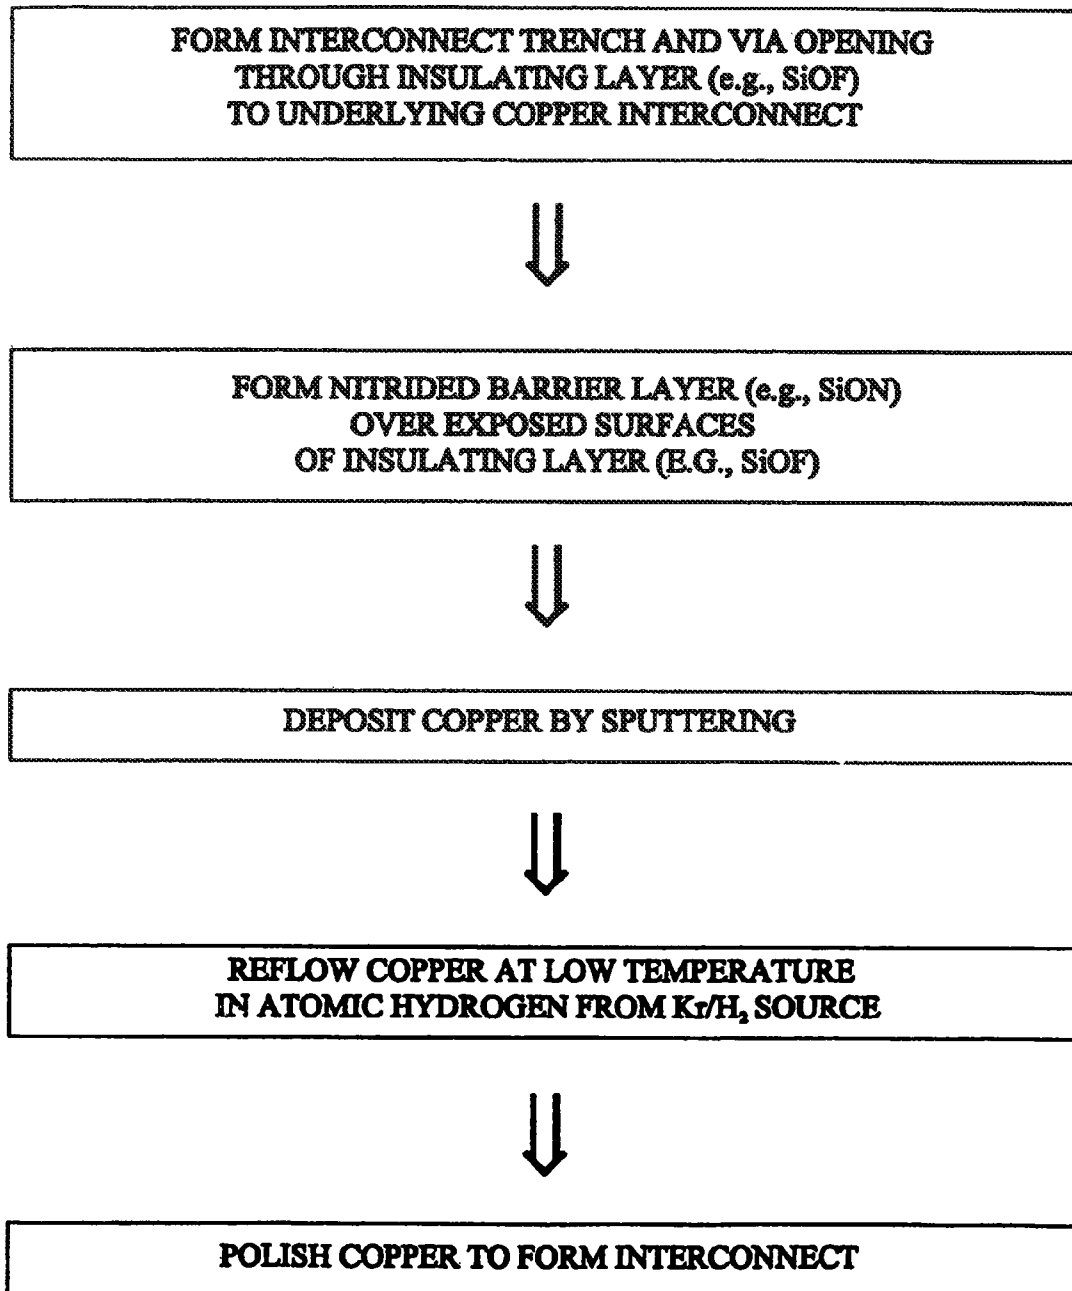 FORM INTERCONNECT TRENCH AND VIA OPENING
THROUGH INSULATING LAYER (e.g., SiOF)
TO UNDERLYING COPPER INTERCONNECT
FORM NITRIDED BARRIER LAYER (e.g., SiON)
OVER EXPOSED SURFACES
OF INSULATING LAYER (E.G., SiOF)
DEPOSIT COPPER BY SPUTTERING
REFLOW COPPER AT LOW TEMPERATURE
IN ATOMIC HYDROGEN FROM Kr/H₂ SOURCE
POLISH COPPER TO FORM INTERCONNECT